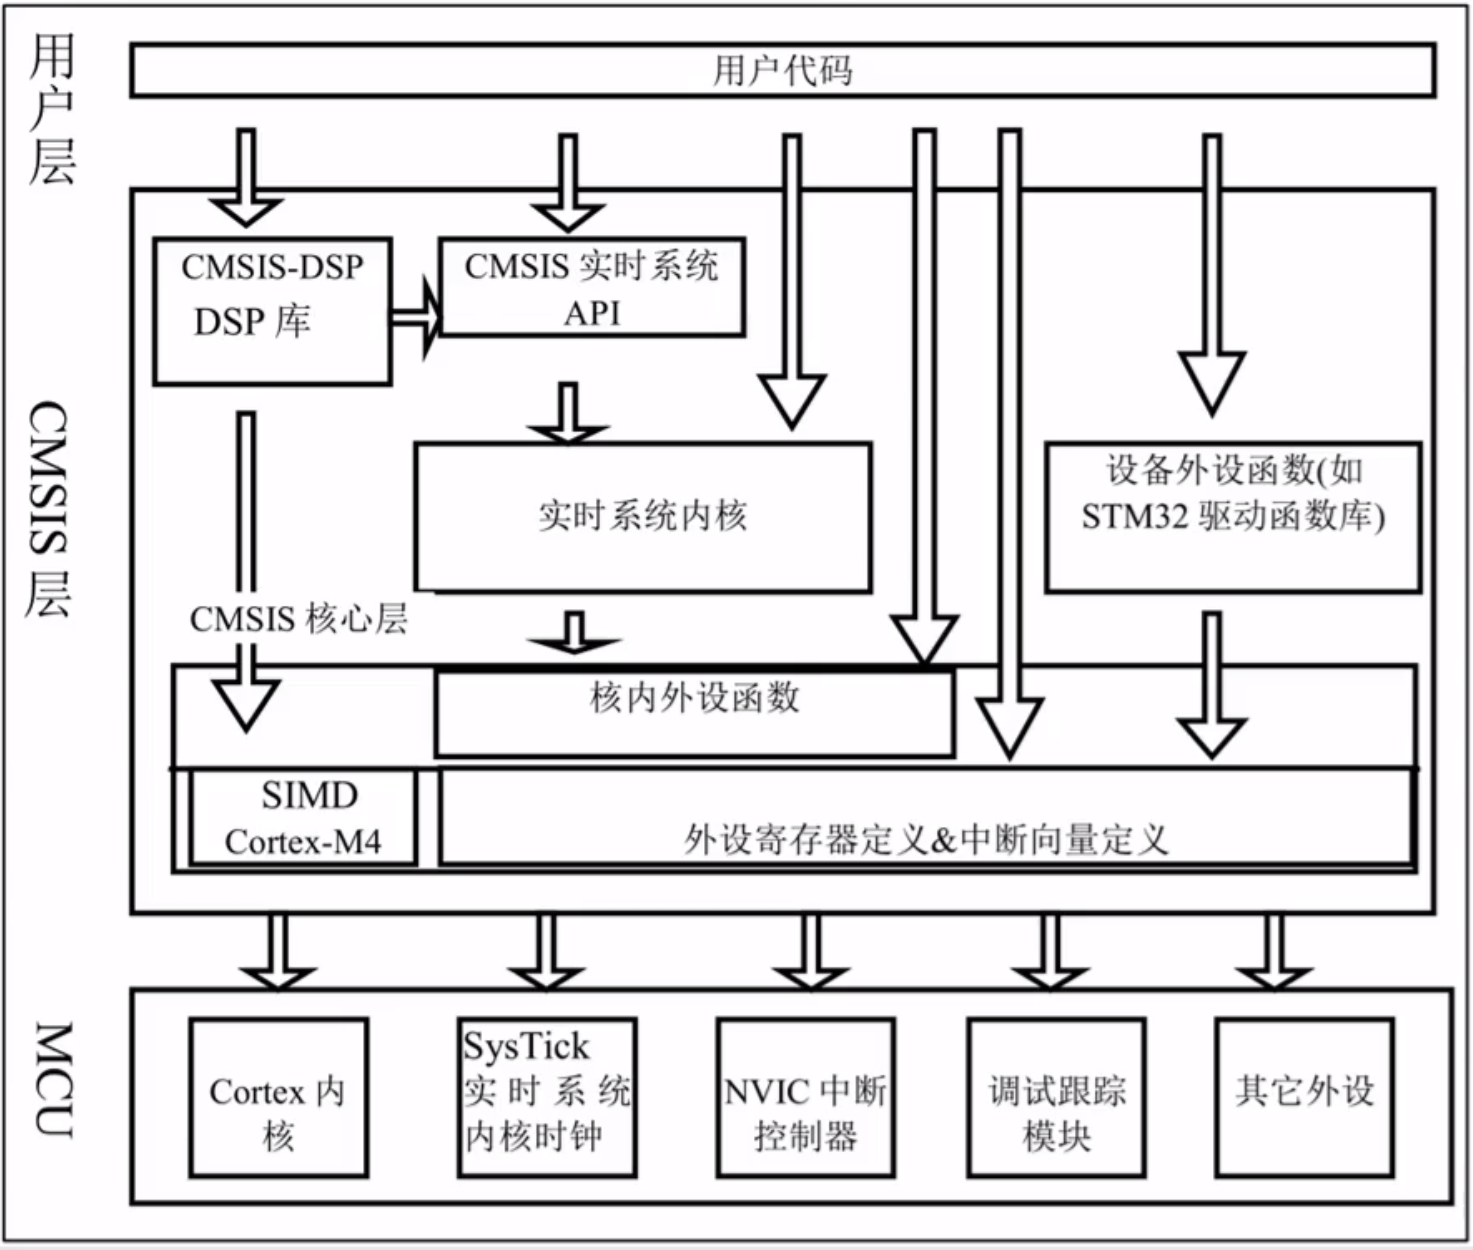 用户层
用户代码
CMSIS-DSP
DSP 库
CMSIS 实时系统
API
CMSIS 层
实时系统内核
设备外设函数(如
STM32 驱动函数库)
CMSIS 核心层
核内外设函数
SIMD
Cortex-M4
外设寄存器定义&中断向量定义
MCU
Cortex 内
核
SysTick
实时系统
内核时钟
NVIC 中断
控制器
调试跟踪
模块
其它外设